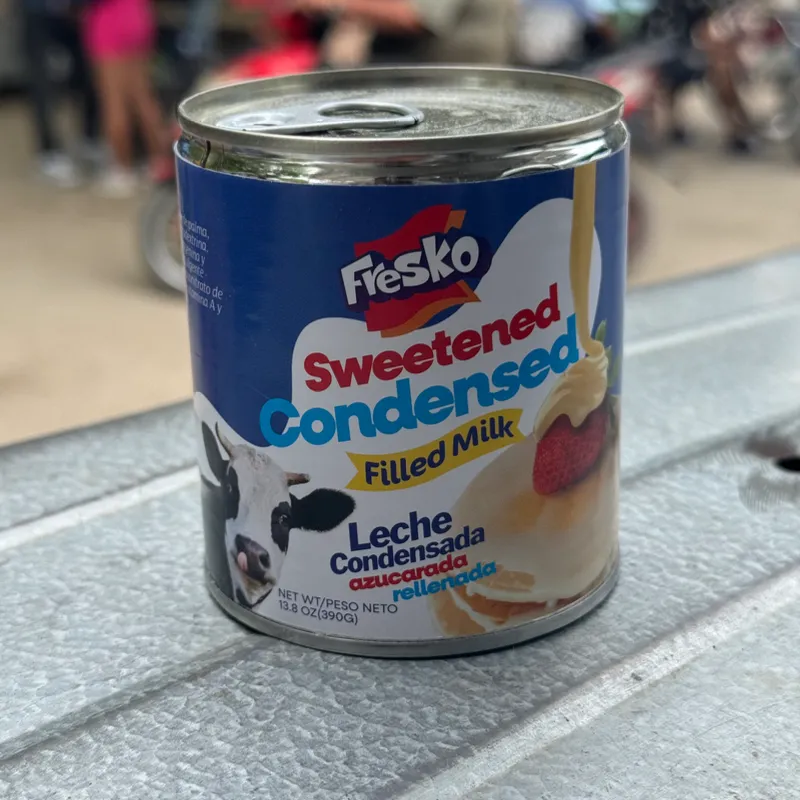 Fresko
Sweetened
Condensed
Filled Milk
Leche
Condensada
azucarada
rellenada
NET WT/PESO NETO
13.8 OZ(390G)